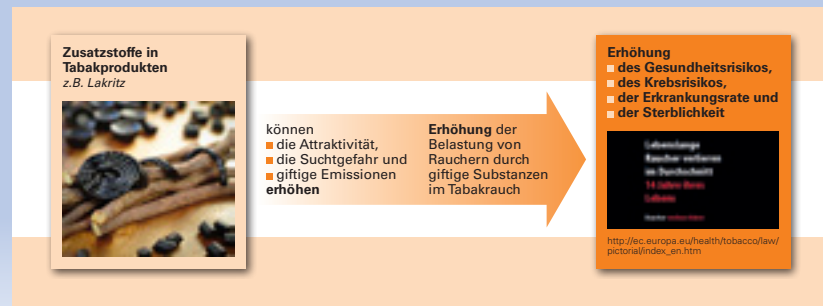 Zusatzstoffe in
Tabakprodukten
z.B. Lakritz
können
die Attraktivität,
die Suchtgefahr und
giftige Emissionen
erhöhen
Erhöhung der
Belastung von
Rauchern durch
giftige Substanzen
im Tabakrauch
Erhöhung
des Gesundheitsrisikos,
des Krebsrisikos,
der Erkrankungsrate und
der Sterblichkeit
Lebenslange
Raucher verlieren
im Durchschnitt
14 Jahre ihres
Lebens
http://ec.europa.eu/health/tobacco/law/
pictorial/index_en.htm